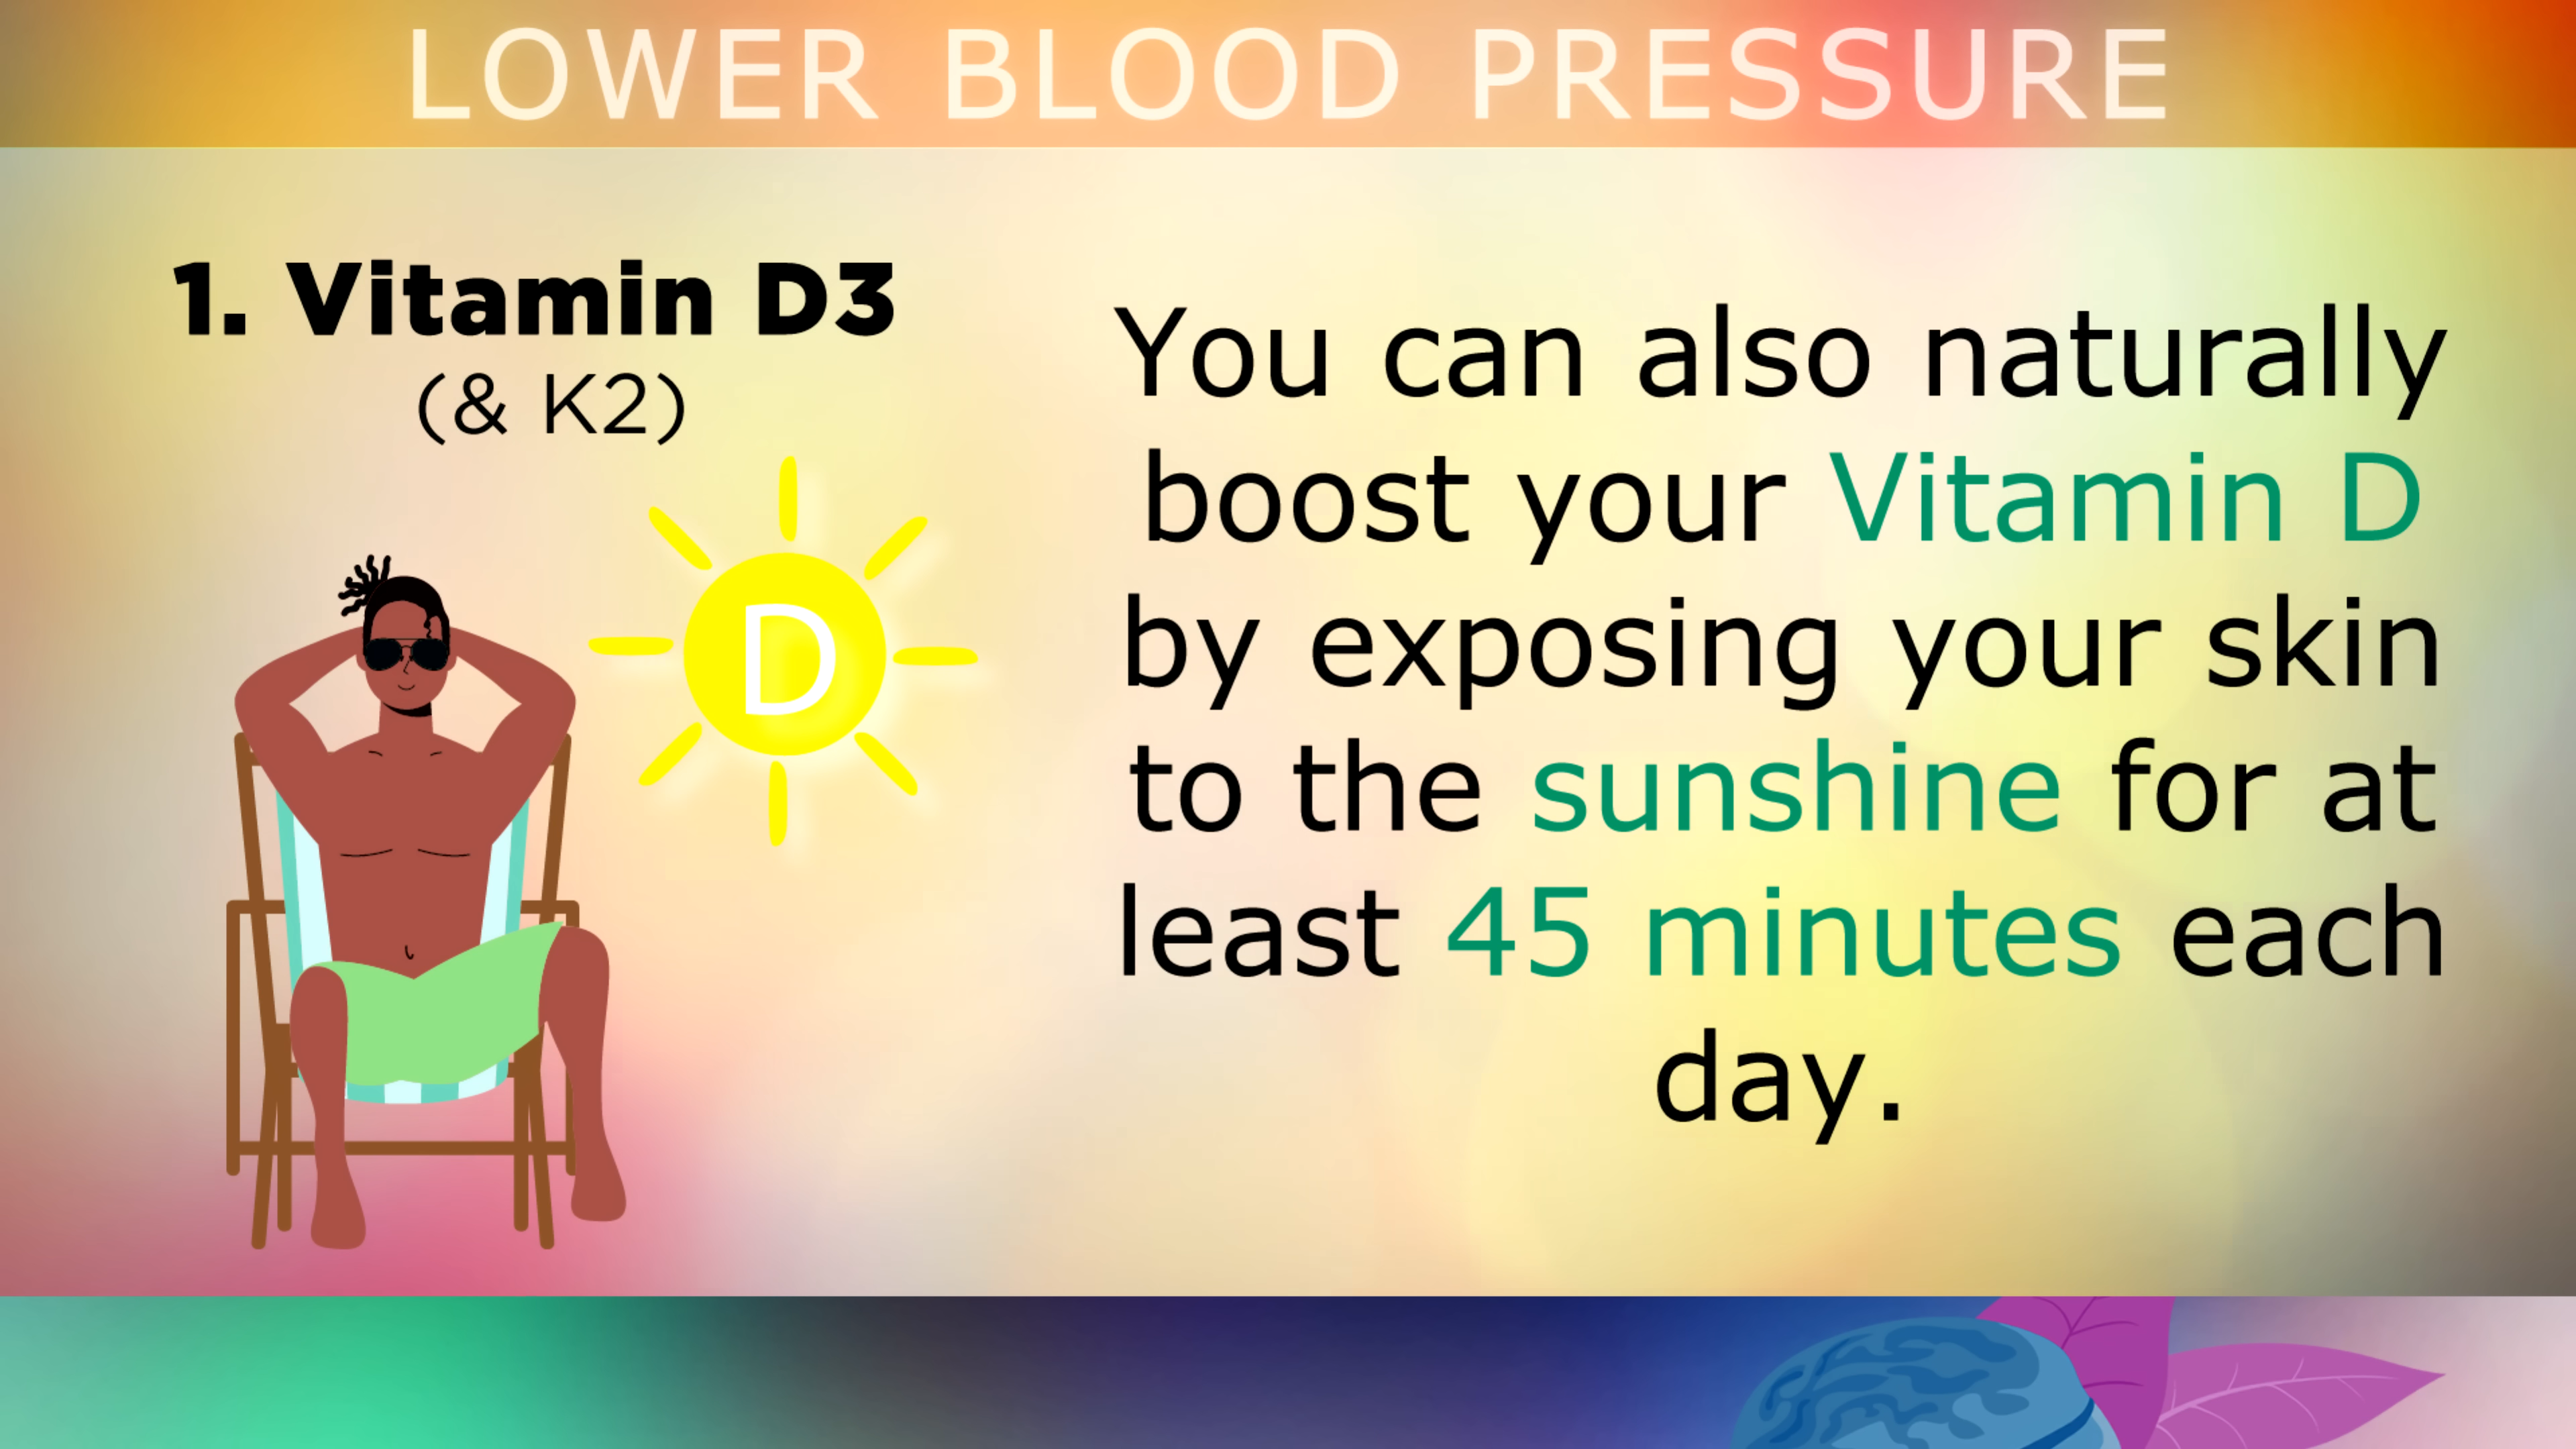 LOWER BLOOD PRESSURE
1. Vitamin D3
(& K2)
D
You can also naturally
boost your Vitamin D
by exposing your skin
to the sunshine for at
least 45 minutes each
day.